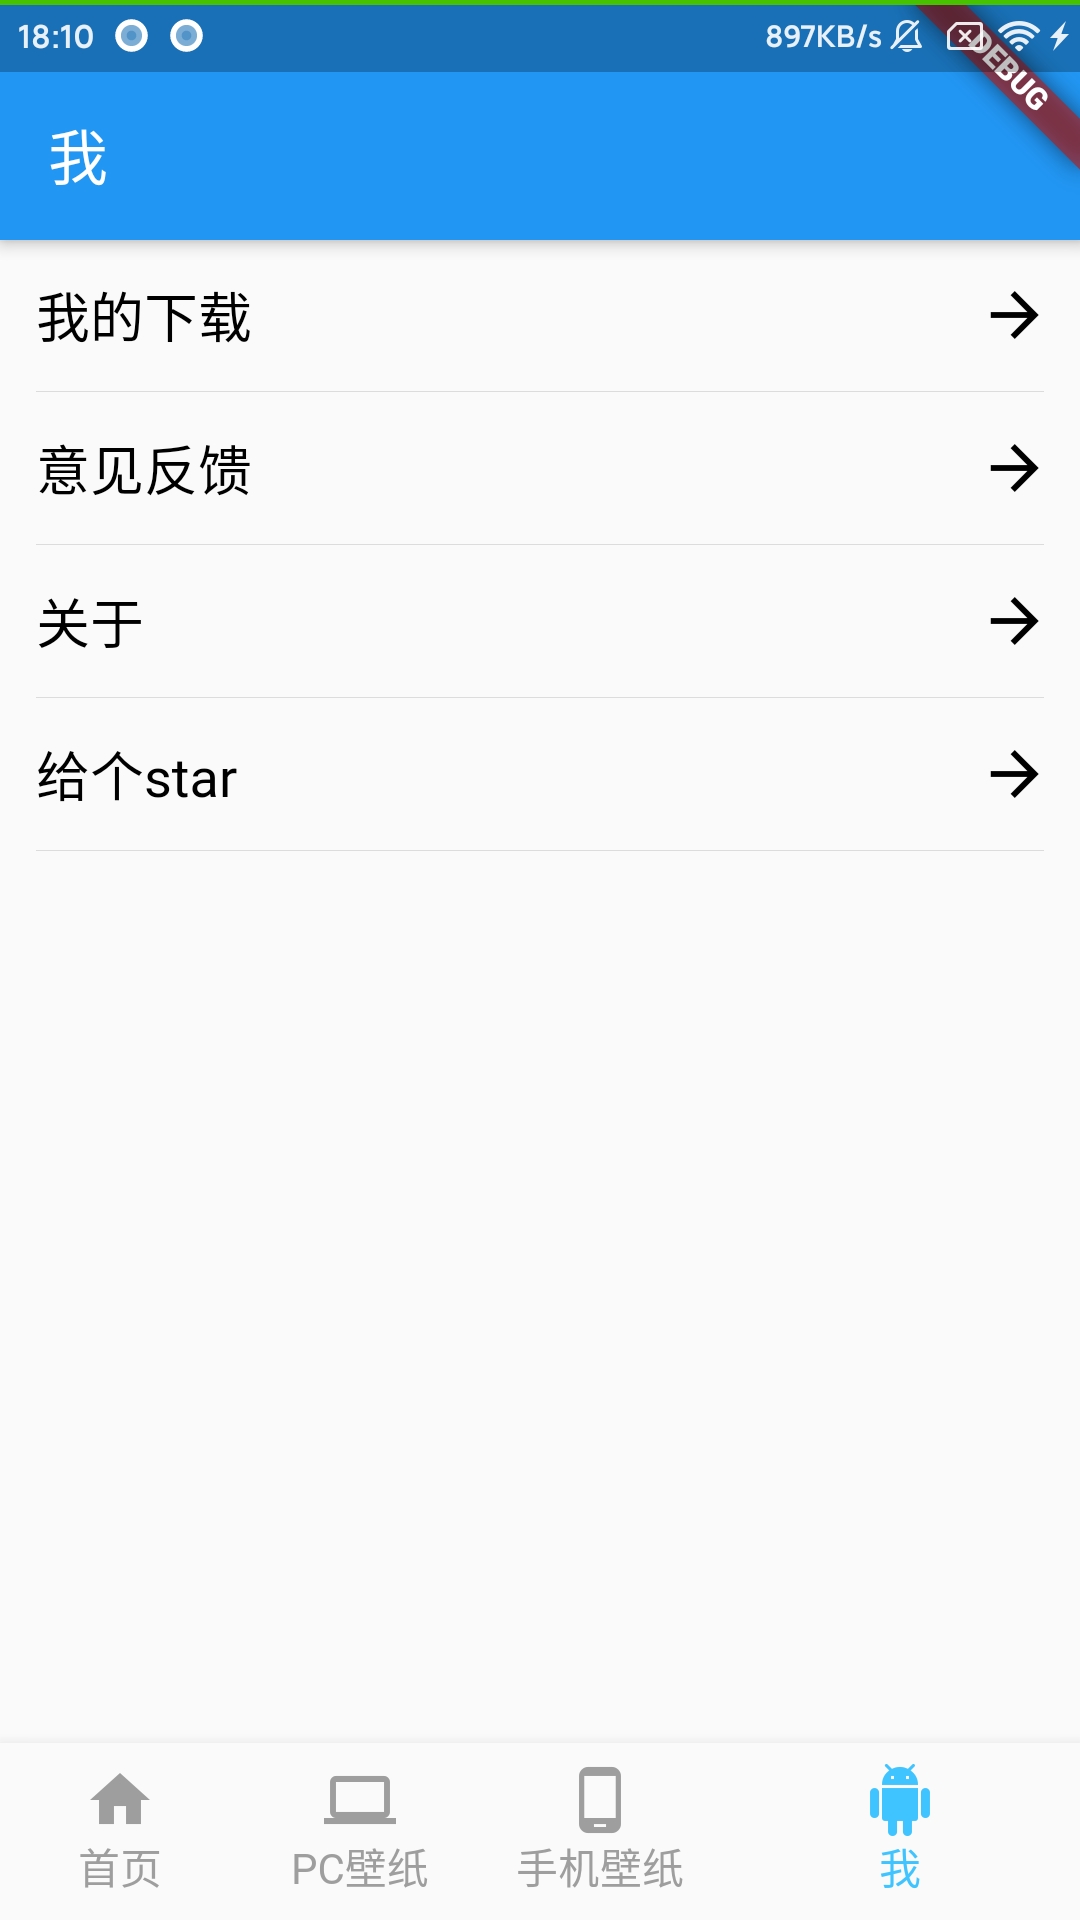 18:10 897KB/s
DEBUG
我
我的下载
意见反馈
关于
给个star
首页 PC壁纸 手机壁纸 我